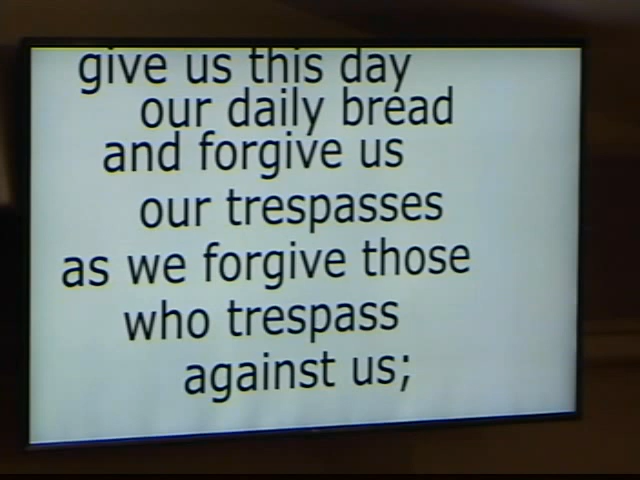 give us this day
our daily bread
and forgive us
our trespasses
as we forgive those
who trespass
against us;